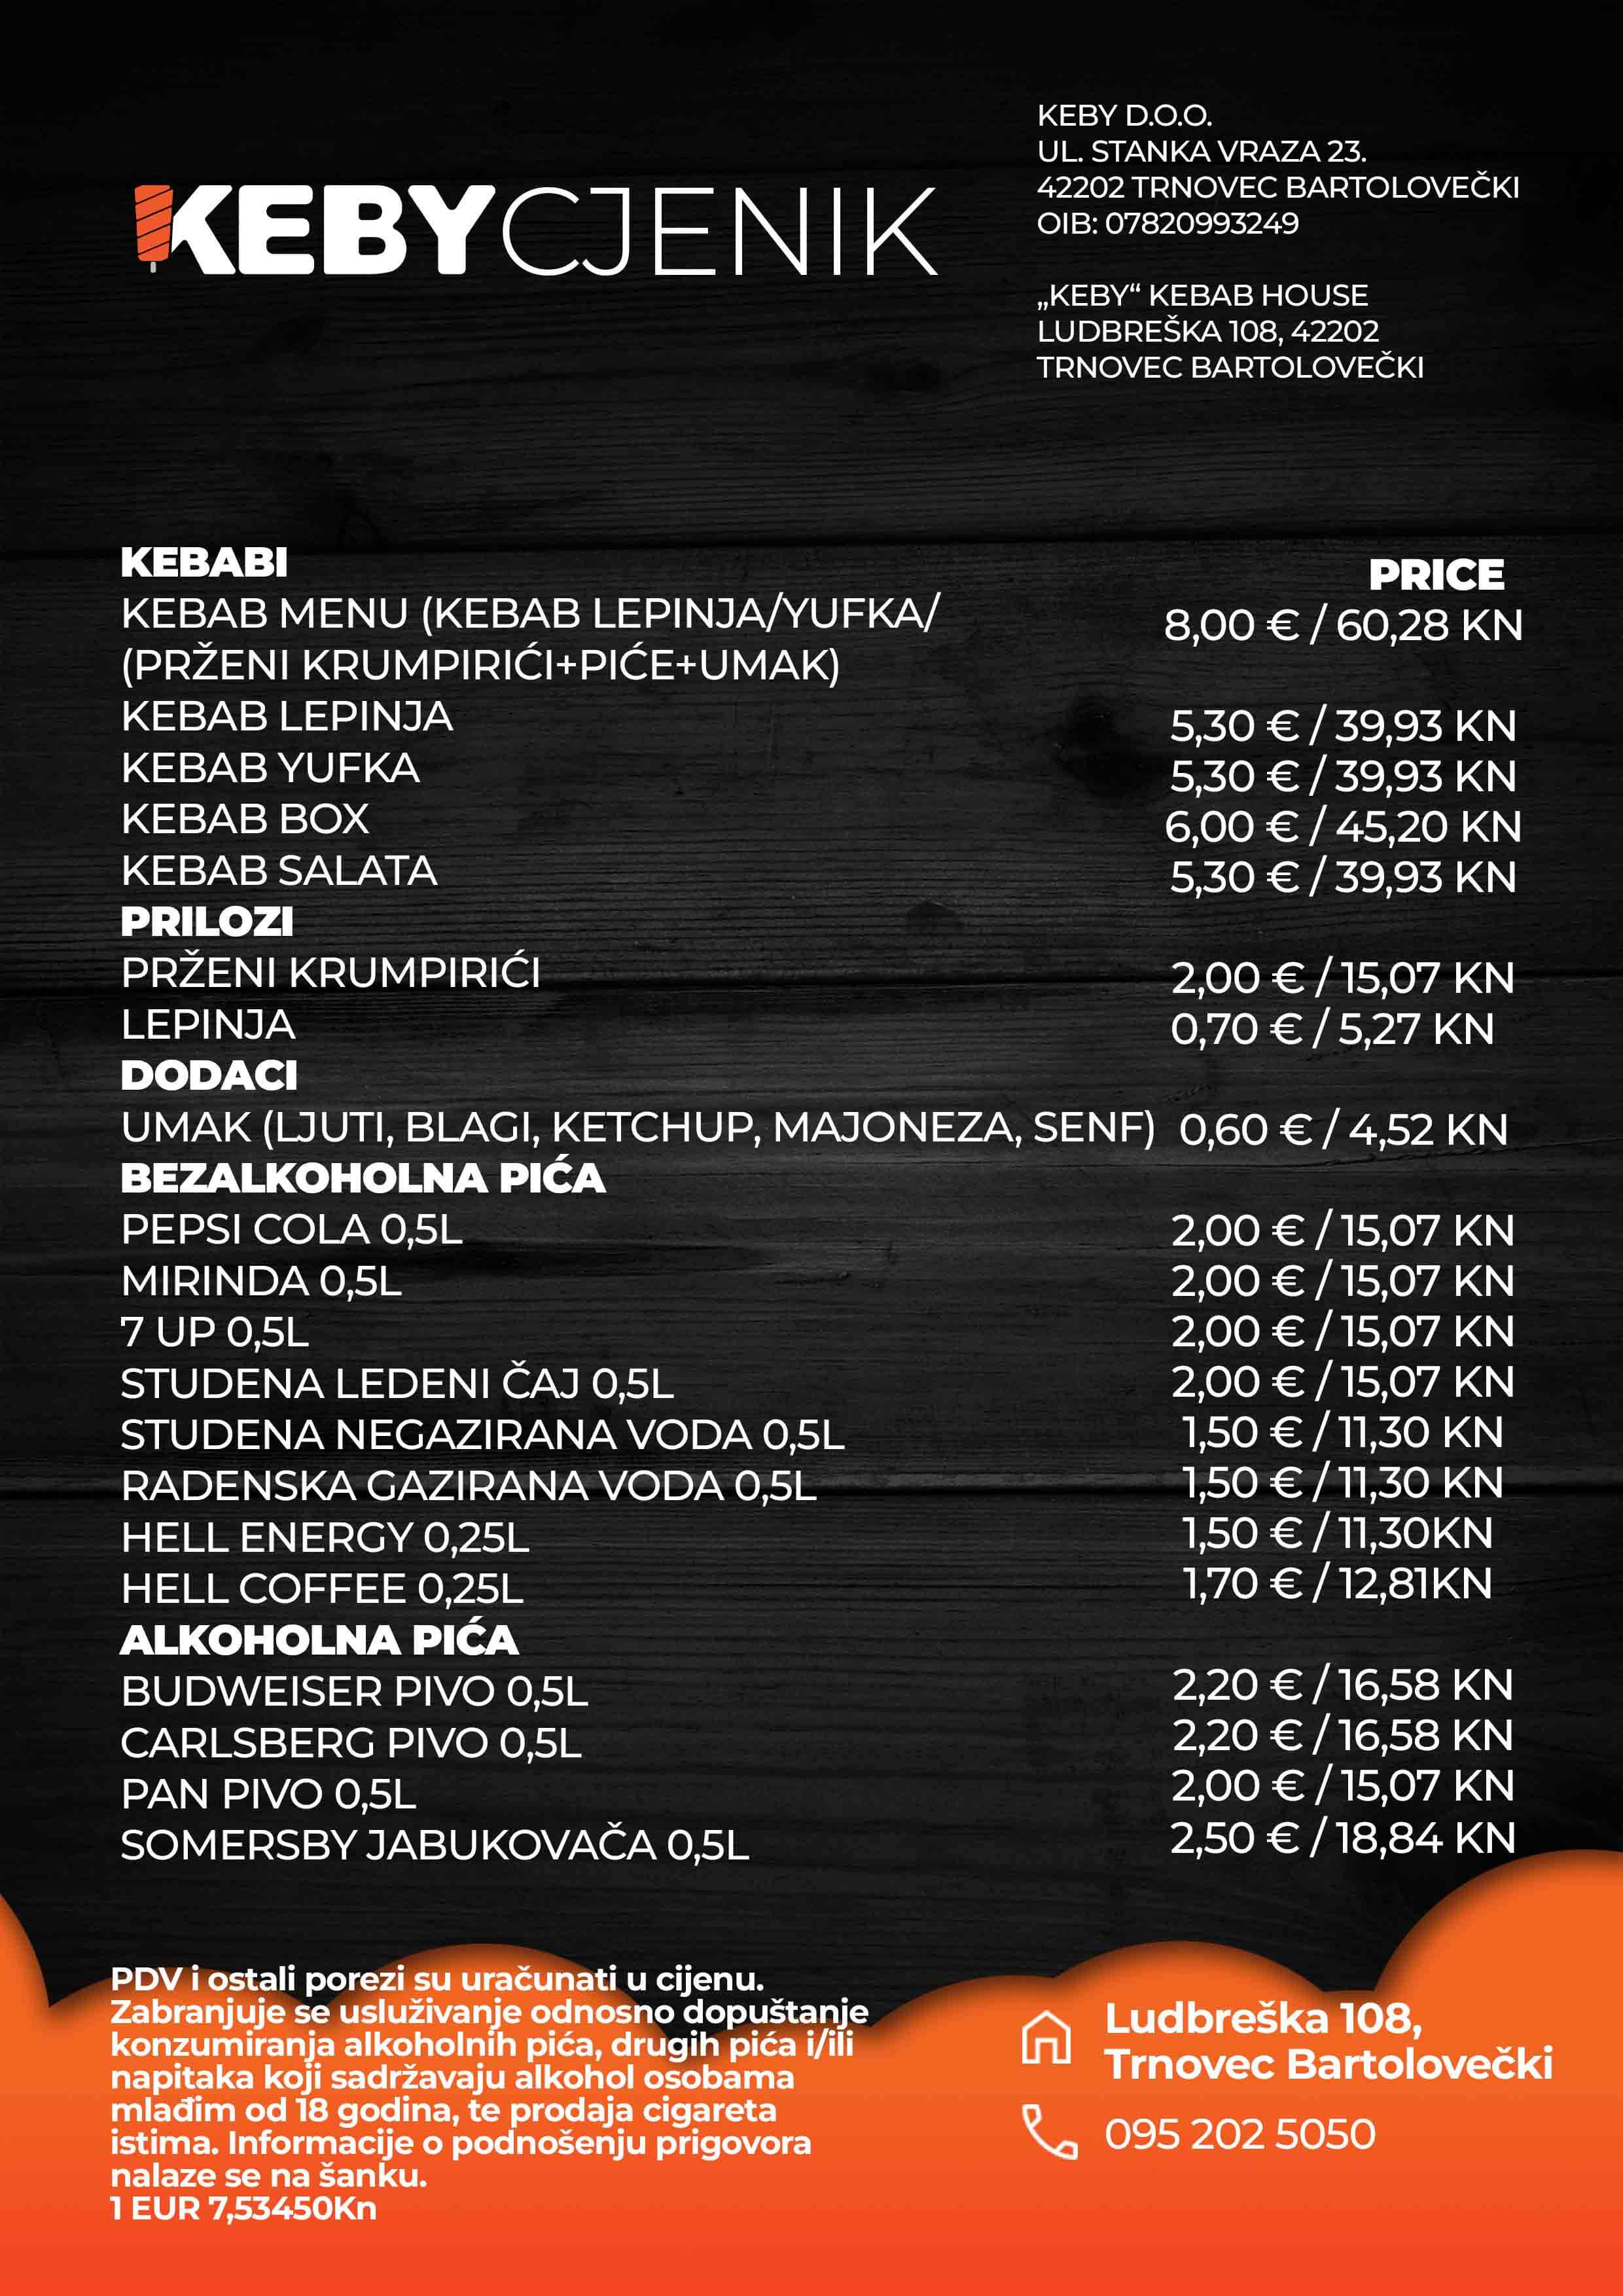 KEBY CJENIK
KEBY D.O.O.
UL. STANKA VRAZA 23.
42202 TRNOVEC BARTOLOVEČKI
OIB: 07820993249
„KEBY“ KEBAB HOUSE
LUDBREŠKA 108, 42202
TRNOVEC BARTOLOVEČKI
KEBABI PRICE
KEBAB MENU (KEBAB LEPINJA/YUFKA/ 8,00 € / 60,28 KN
(PRŽENI KRUMPIRIĆI+PIĆE+UMAK)
KEBAB LEPINJA 5,30 € / 39,93 KN
KEBAB YUFKA 5,30 € / 39,93 KN
KEBAB BOX 6,00 € / 45,20 KN
KEBAB SALATA 5,30 € / 39,93 KN
PRILOZI
PRŽENI KRUMPIRIĆI 2,00 € / 15,07 KN
LEPINJA 0,70 € / 5,27 KN
DODACI
UMAK (LJUTI, BLAGI, KETCHUP, MAJONEZA, SENF) 0,60 € / 4,52 KN
BEZALKOHOLNA PIĆA
PEPSI COLA 0,5L 2,00 € / 15,07 KN
MIRINDA 0,5L 2,00 € / 15,07 KN
7 UP 0,5L 2,00 € / 15,07 KN
STUDENA LEDENI ČAJ 0,5L 2,00 € / 15,07 KN
STUDENA NEGAZIRANA VODA 0,5L 1,50 € / 11,30 KN
RADENSKA GAZIRANA VODA 0,5L 1,50 € / 11,30 KN
HELL ENERGY 0,25L 1,50 € / 11,30KN
HELL COFFEE 0,25L 1,70 € / 12,81KN
ALKOHOLNA PIĆA
BUDWEISER PIVO 0,5L 2,20 € / 16,58 KN
CARLSBERG PIVO 0,5L 2,20 € / 16,58 KN
PAN PIVO 0,5L 2,00 € / 15,07 KN
SOMERSBY JABUKOVAČA 0,5L 2,50 € / 18,84 KN
PDV i ostali porezi su uračunati u cijenu.
Zabranjuje se usluživanje odnosno dopuštanje
konzumiranja alkoholnih pića, drugih pića i/ili
napitaka koji sadržavaju alkohol osobama
mlađim od 18 godina, te prodaja cigareta
istima. Informacije o podnošenju prigovora
nalaze se na šanku.
1 EUR 7,53450Kn
Ludbreška 108,
Trnovec Bartolovečki
095 202 5050